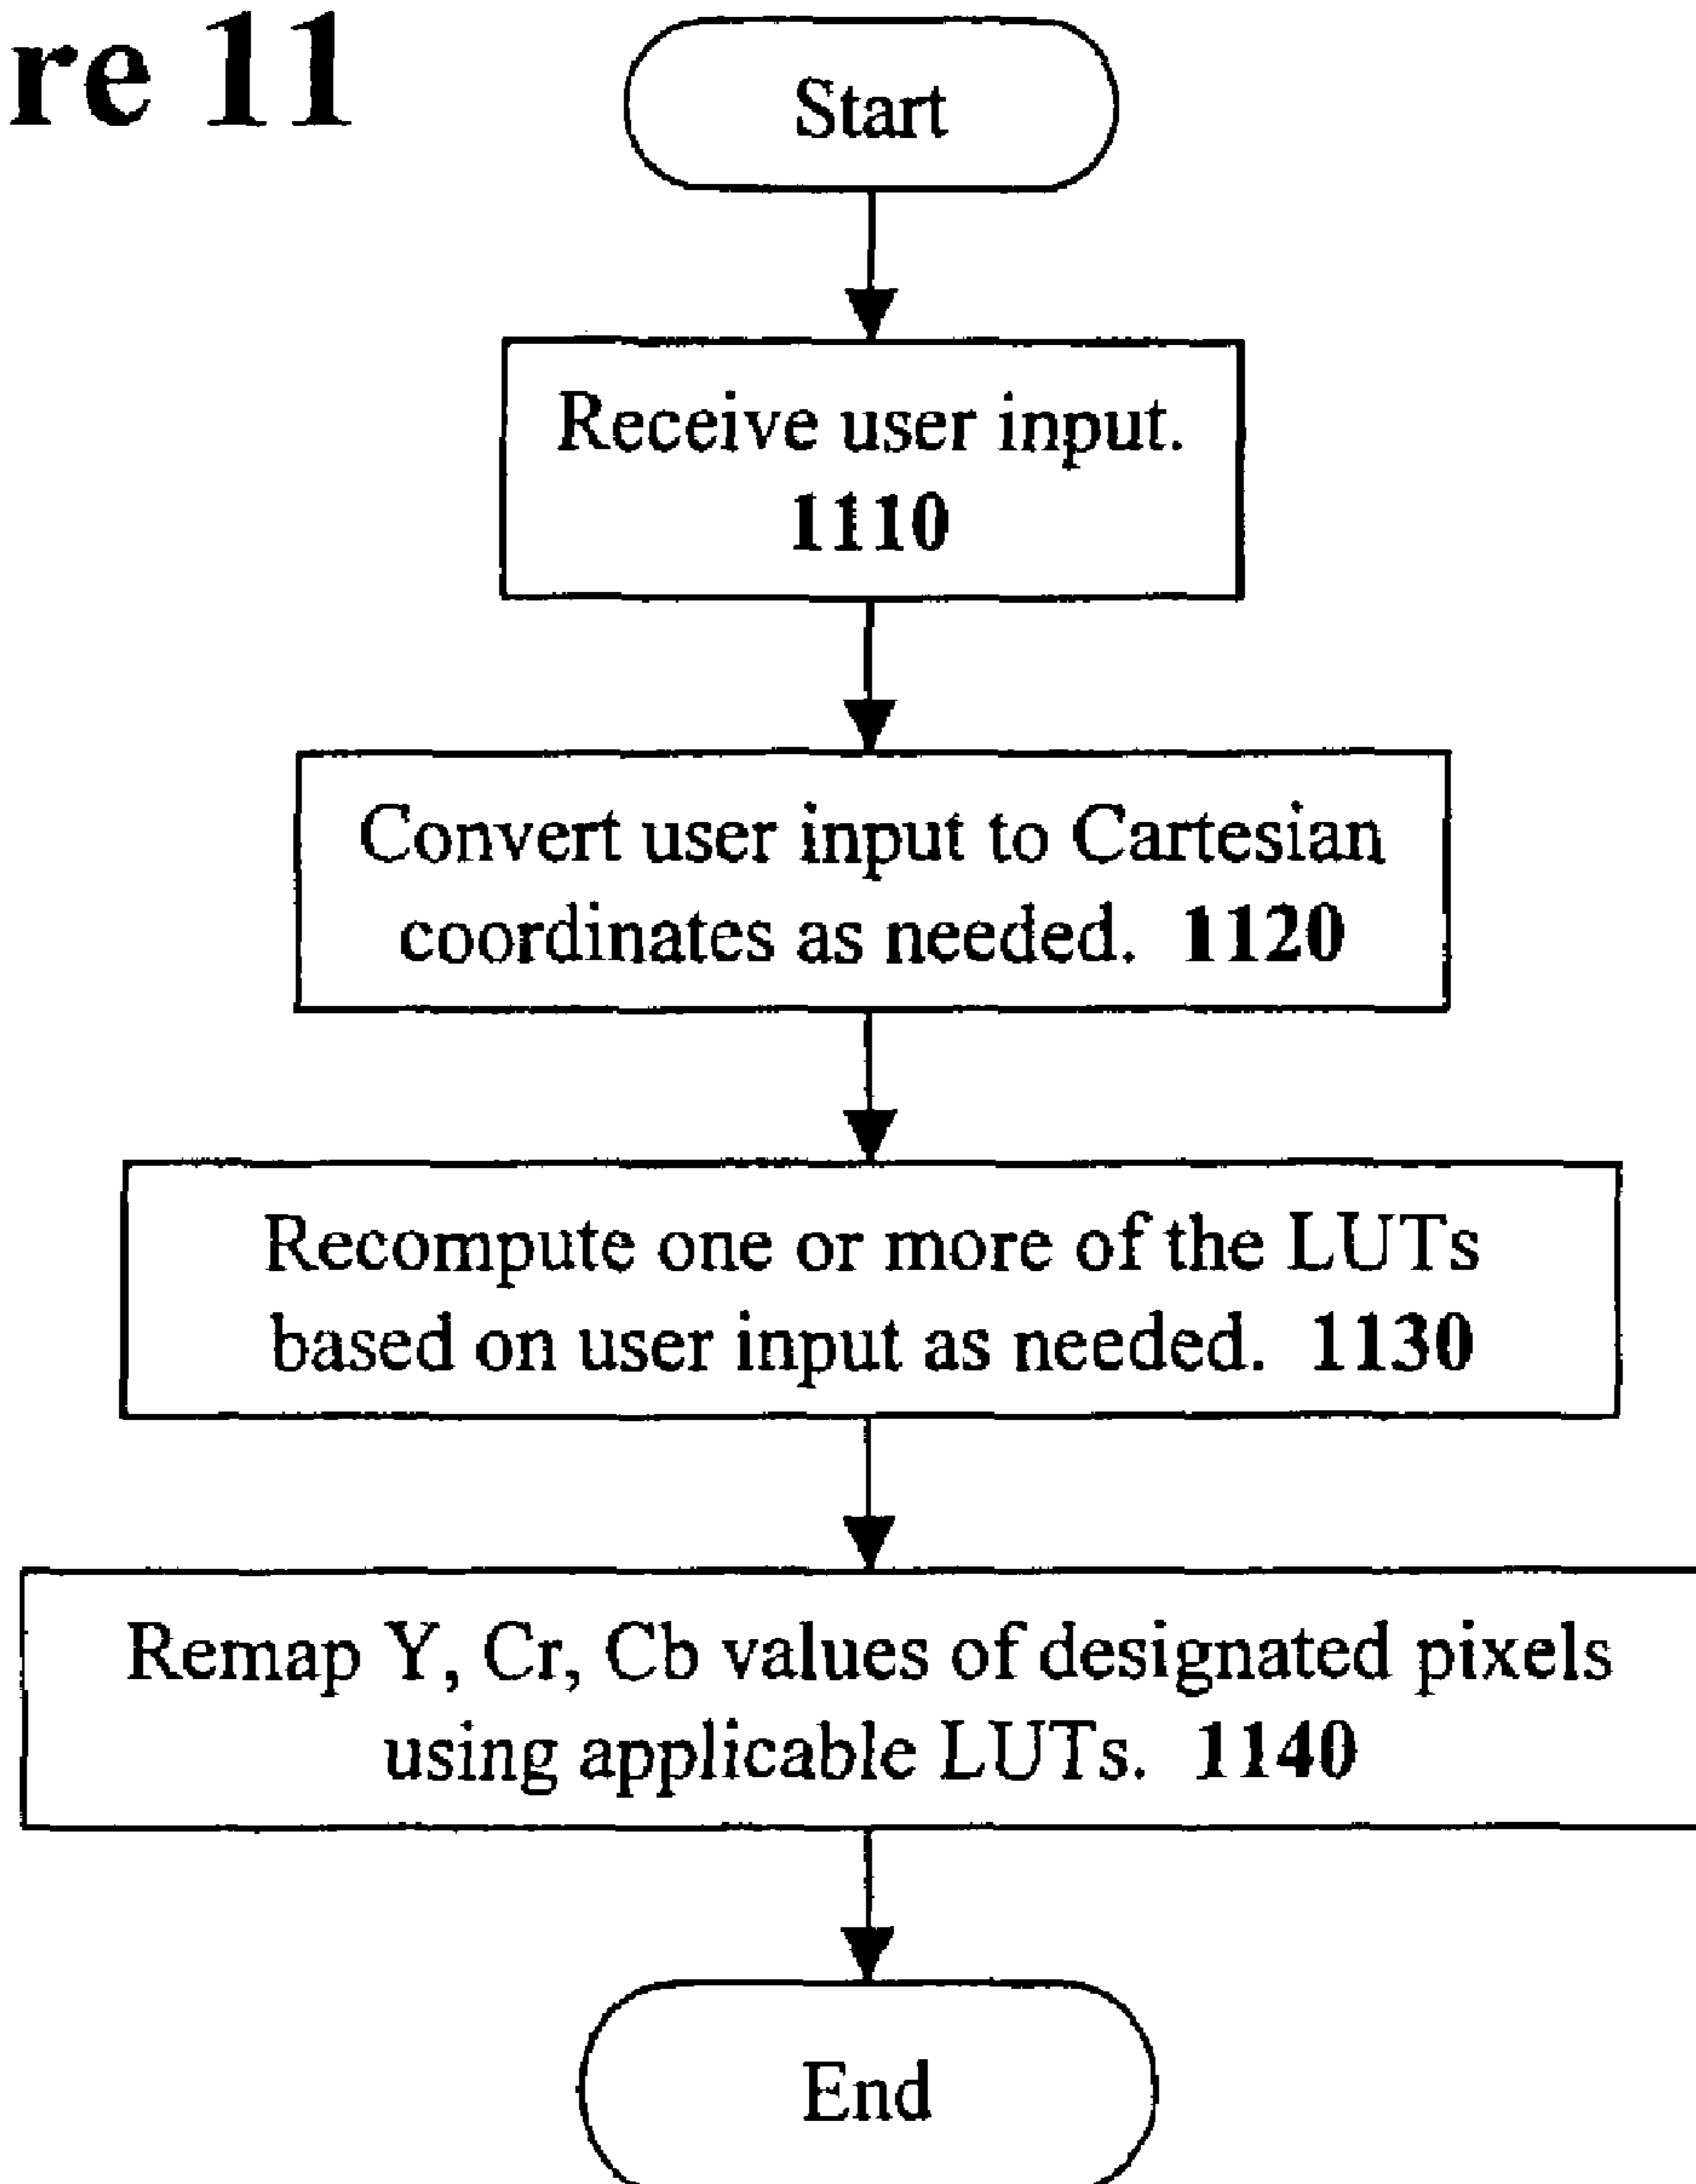 re 11
Start
Receive user input.
1110
Convert user input to Cartesian
coordinates as needed. 1120
Recompute one or more of the LUTs
based on user input as needed. 1130
Remap Y, Cr, Cb values of designated pixels
using applicable LUTs. 1140
End